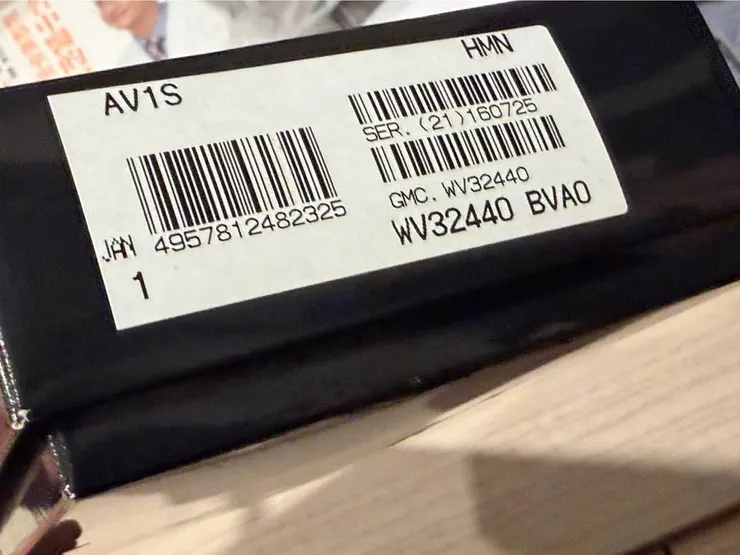 AV1S
HMN
SER. (21)160725
JAN 4957812482325
GMC. WV32440
WV32440 BVA0
1